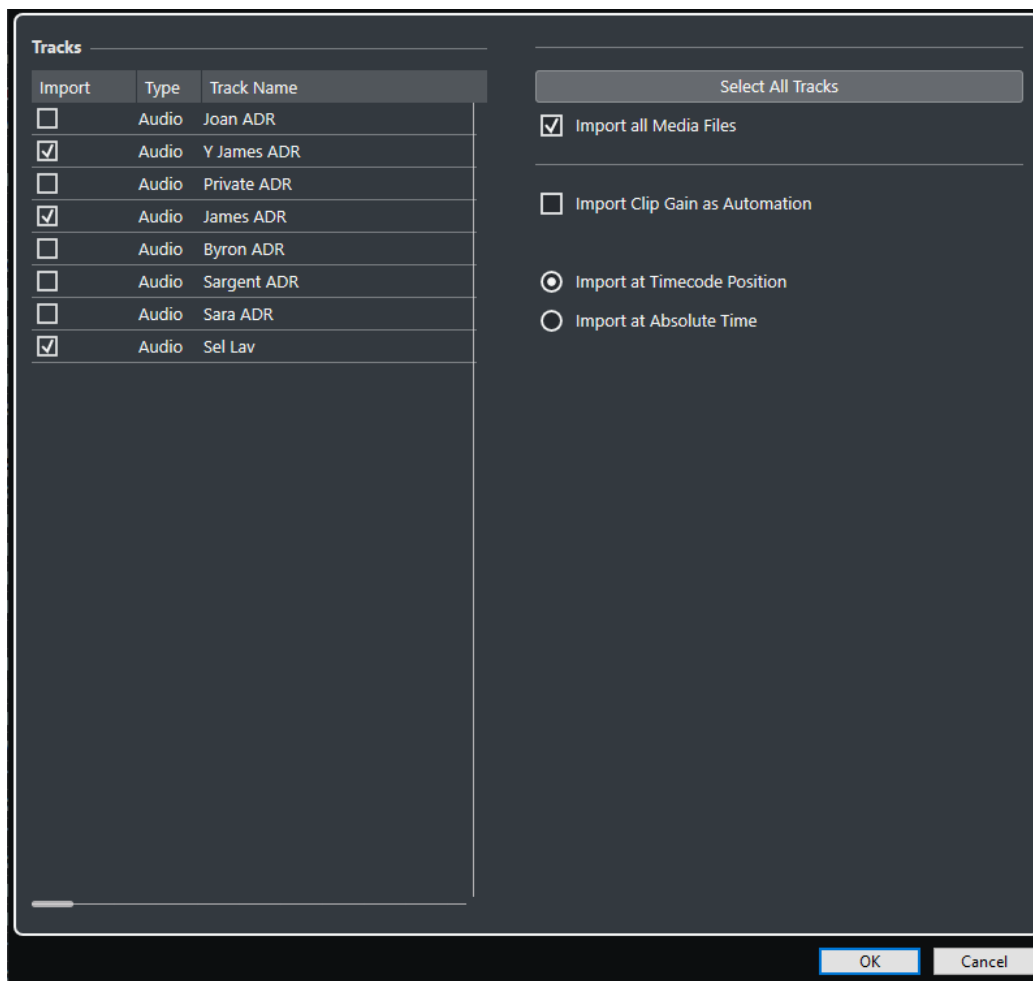 Tracks
Import Type Track Name
Audio Joan ADR
Audio Y James ADR
Audio Private ADR
Audio James ADR
Audio Byron ADR
Audio Sargent ADR
Audio Sara ADR
Audio Sel Lav
Select All Tracks
Import all Media Files
Import Clip Gain as Automation
Import at Timecode Position
Import at Absolute Time
OK Cancel